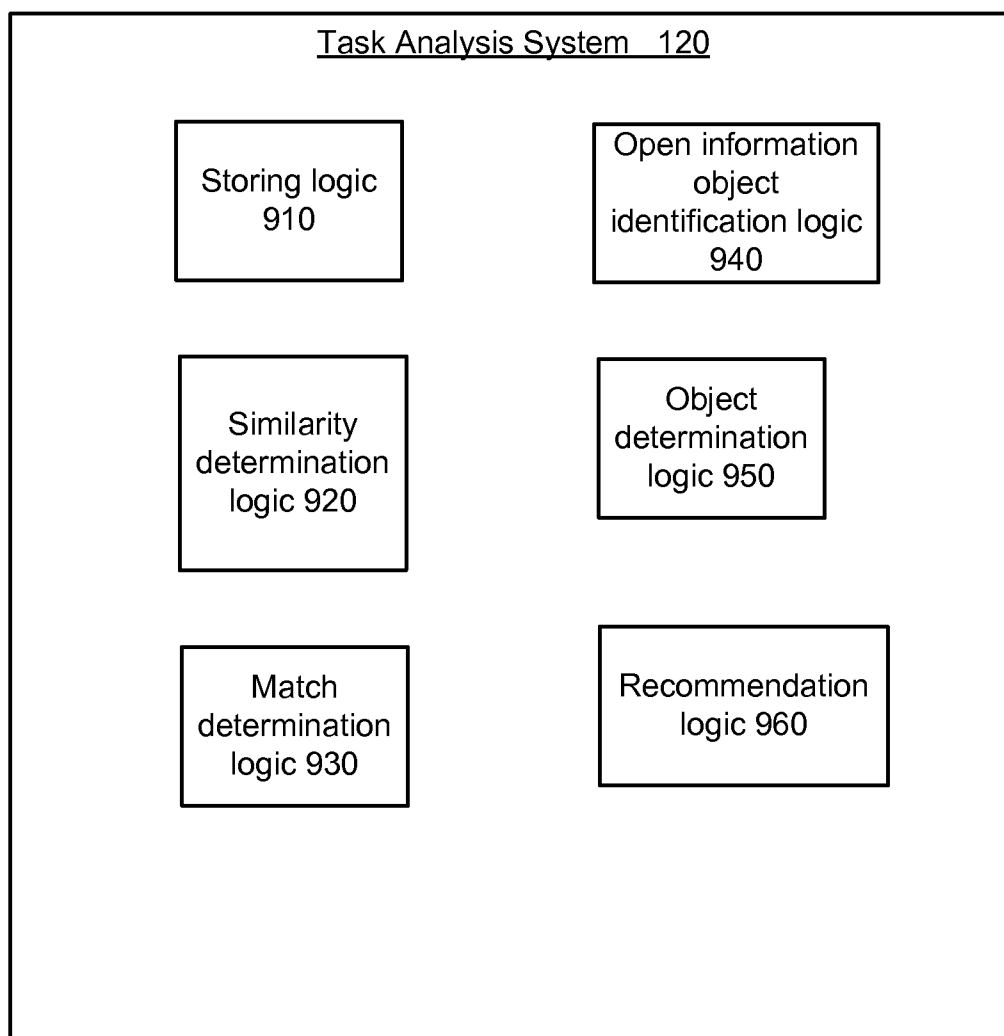 Task Analysis System 120
Storing logic
910
Open information
object
identification logic
940
Similarity
determination
logic 920
Object
determination
logic 950
Match
determination
logic 930
Recommendation
logic 960